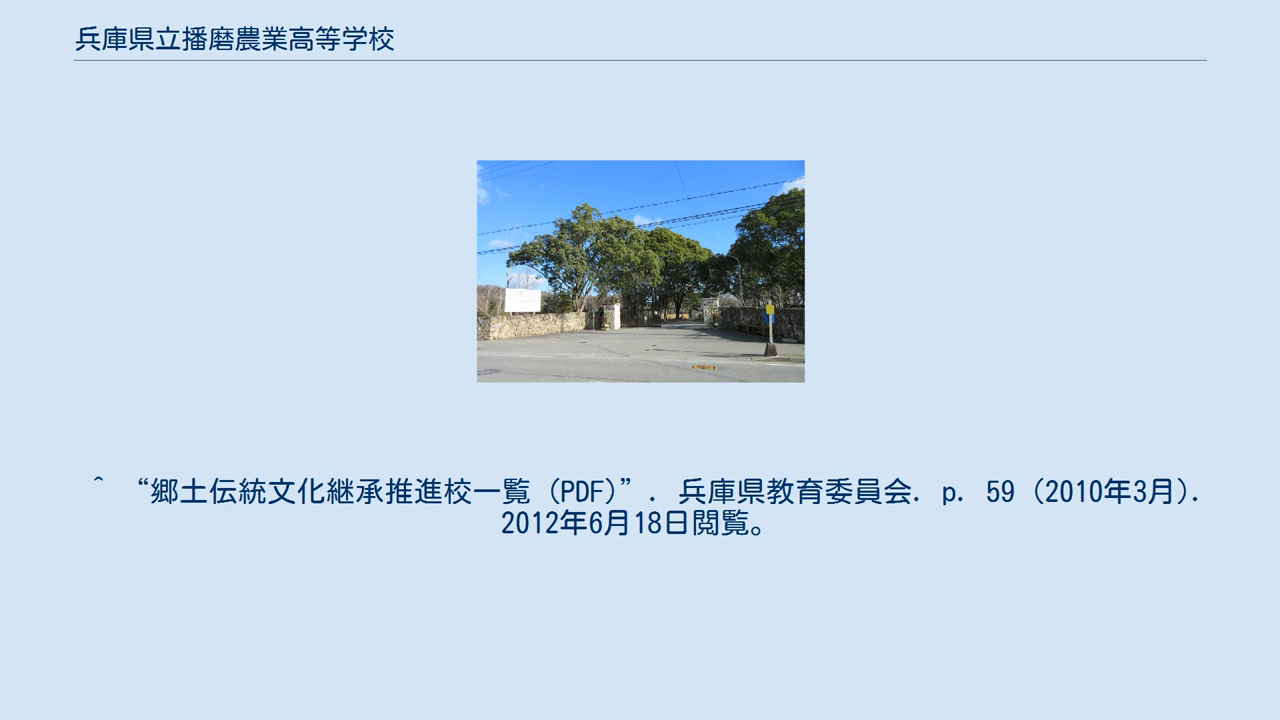 兵庫県立播磨農業高等学校
^ “郷土伝統文化継承推進校一覧 (PDF)”. 兵庫県教育委員会. p. 59 (2010年3月).
2012年6月18日閲覧。